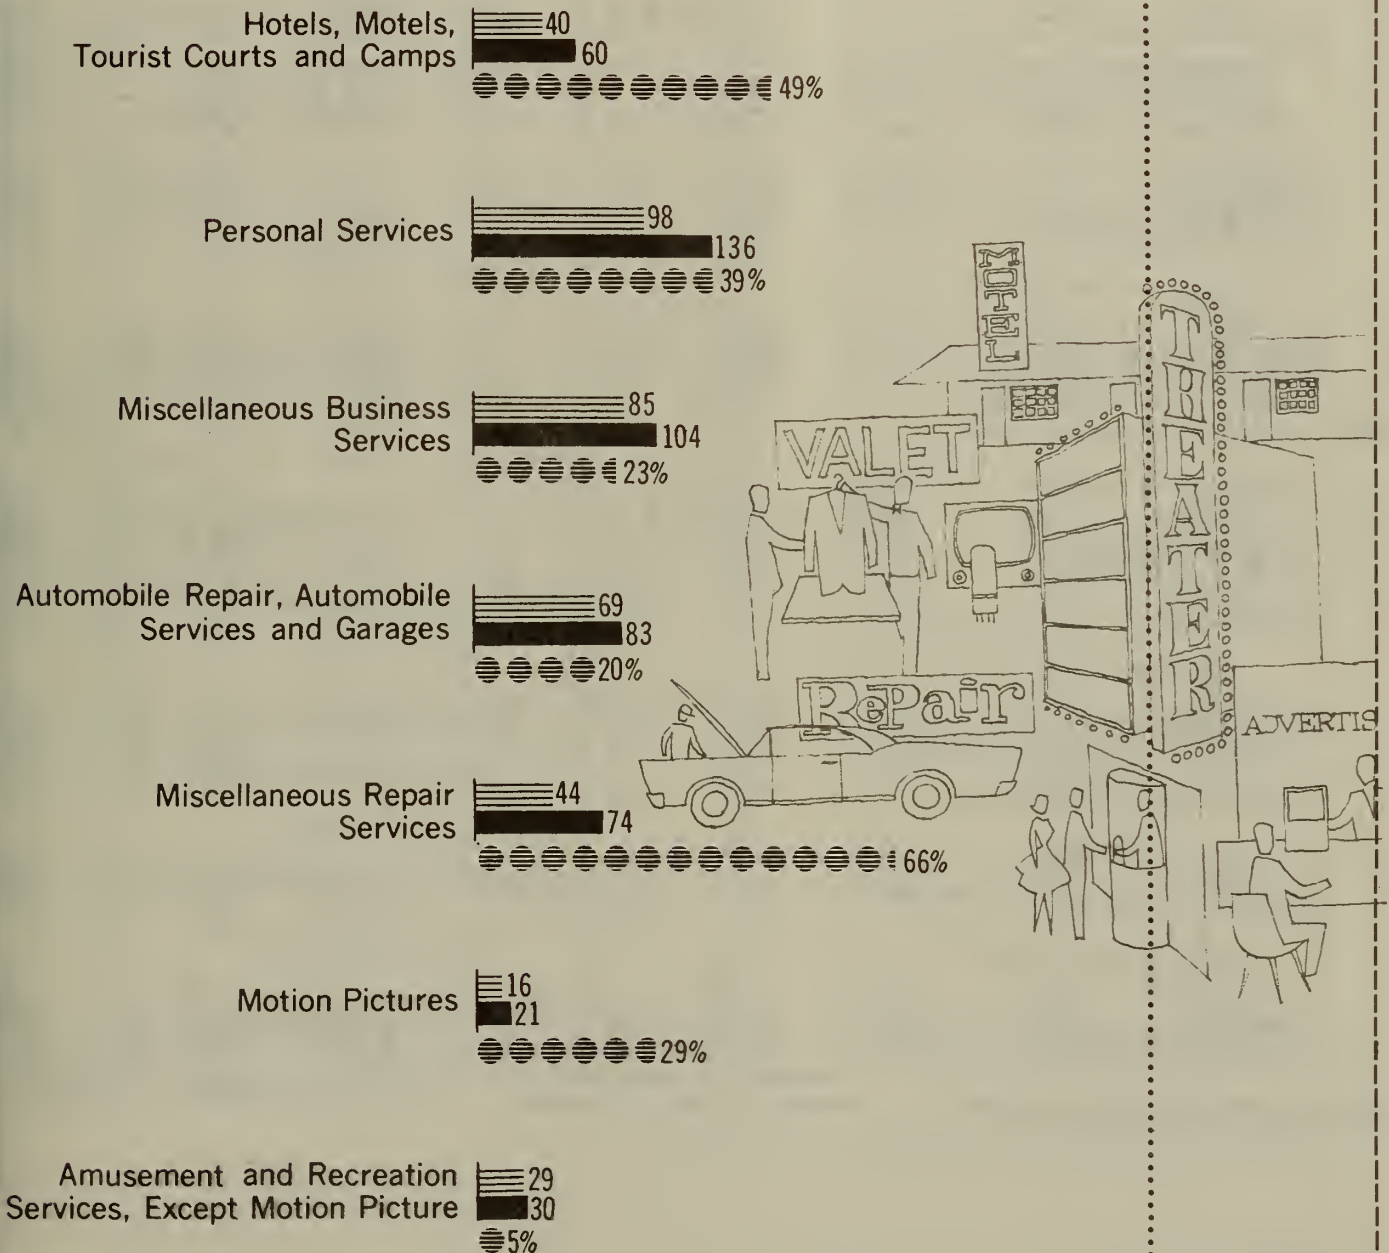 Hotels, Motels,
Tourist Courts and Camps
40
60
49%
Personal Services
98
136
39%
Miscellaneous Business
Services
85
104
23%
Automobile Repair, Automobile
Services and Garages
69
83
20%
Miscellaneous Repair
Services
44
74
66%
Motion Pictures
16
21
29%
Amusement and Recreation
Services, Except Motion Picture
29
30
5%
MOTEL
THEATER
VALET
RePair
ADVERTIS